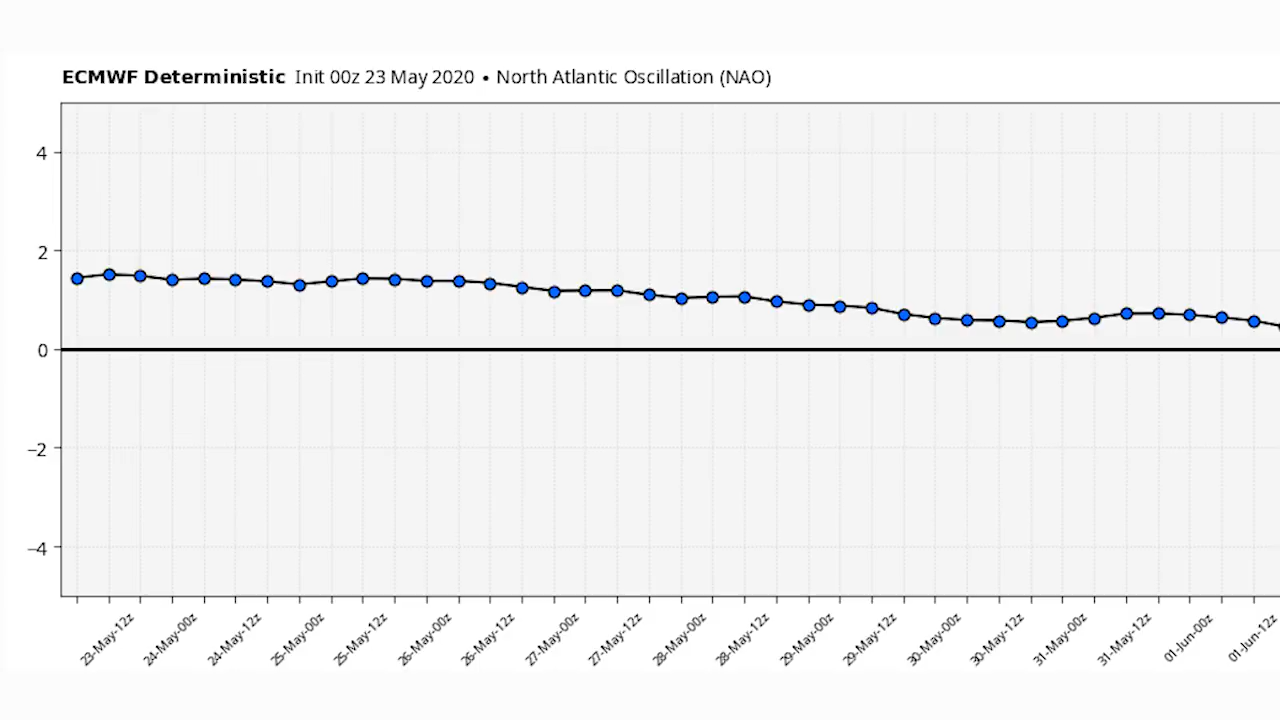 ECMWF Deterministic Init 00z 23 May 2020 • North Atlantic Oscillation (NAO)
4
2
0
−2
−4
23-May-12z
24-May-00z
24-May-12z
25-May-00z
25-May-12z
26-May-00z
26-May-12z
27-May-00z
27-May-12z
28-May-00z
28-May-12z
29-May-00z
29-May-12z
30-May-00z
30-May-12z
31-May-00z
31-May-12z
01-Jun-00z
01-Jun-12z